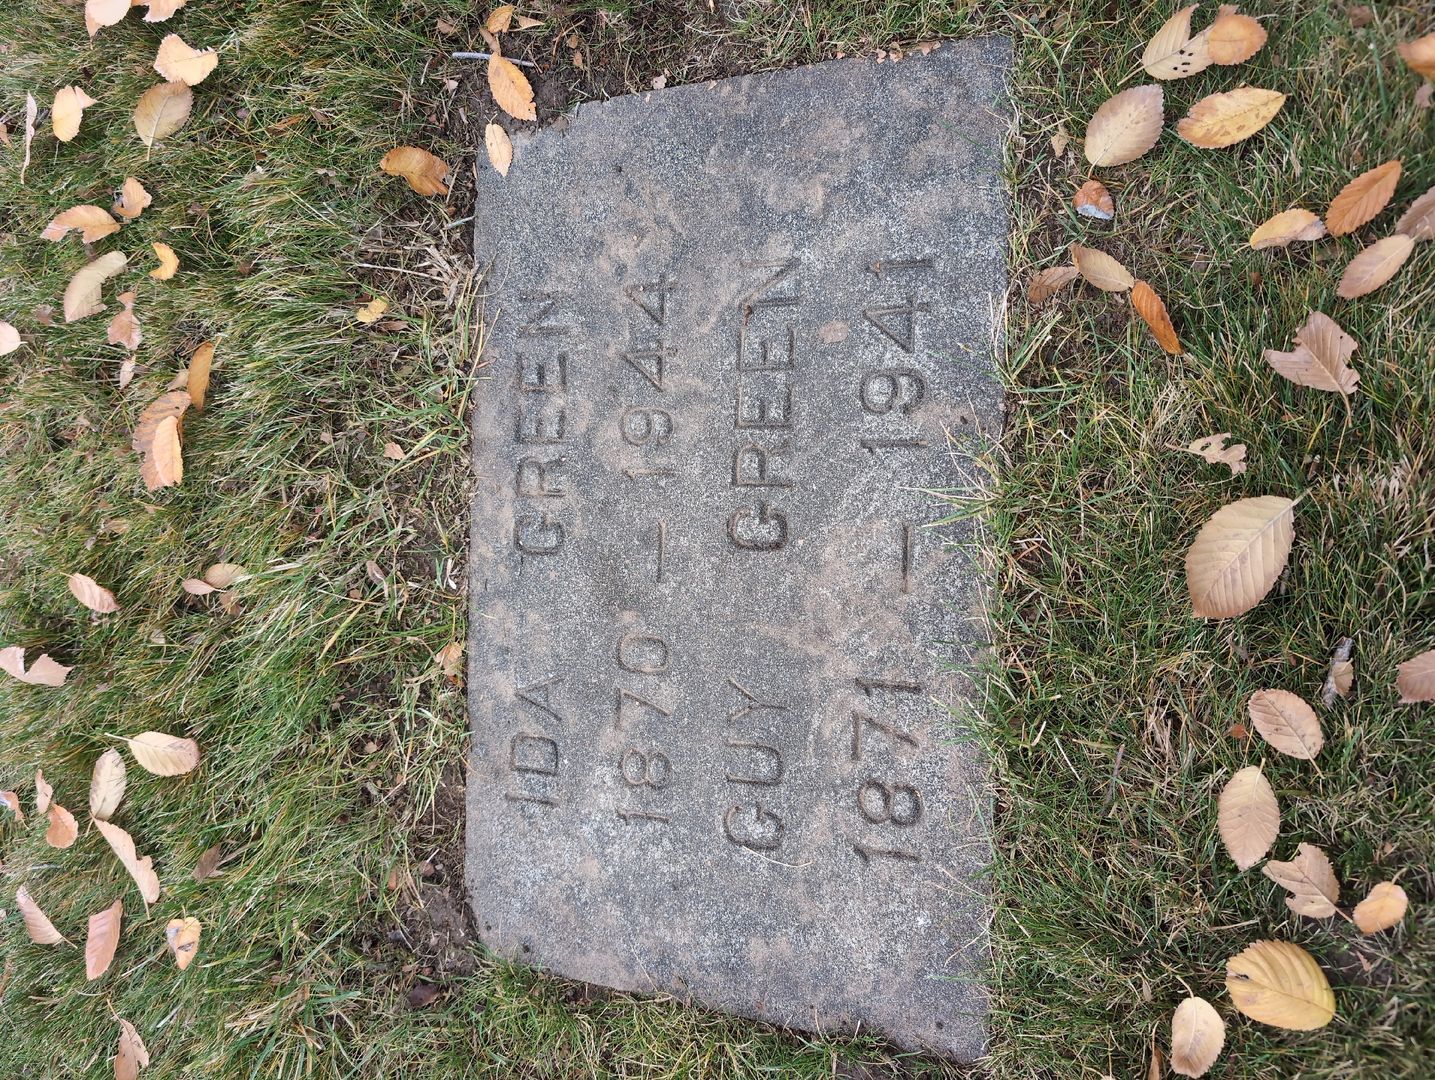 IDA GREEN
1870 — 1944
GUY GREEN
1871 — 1941